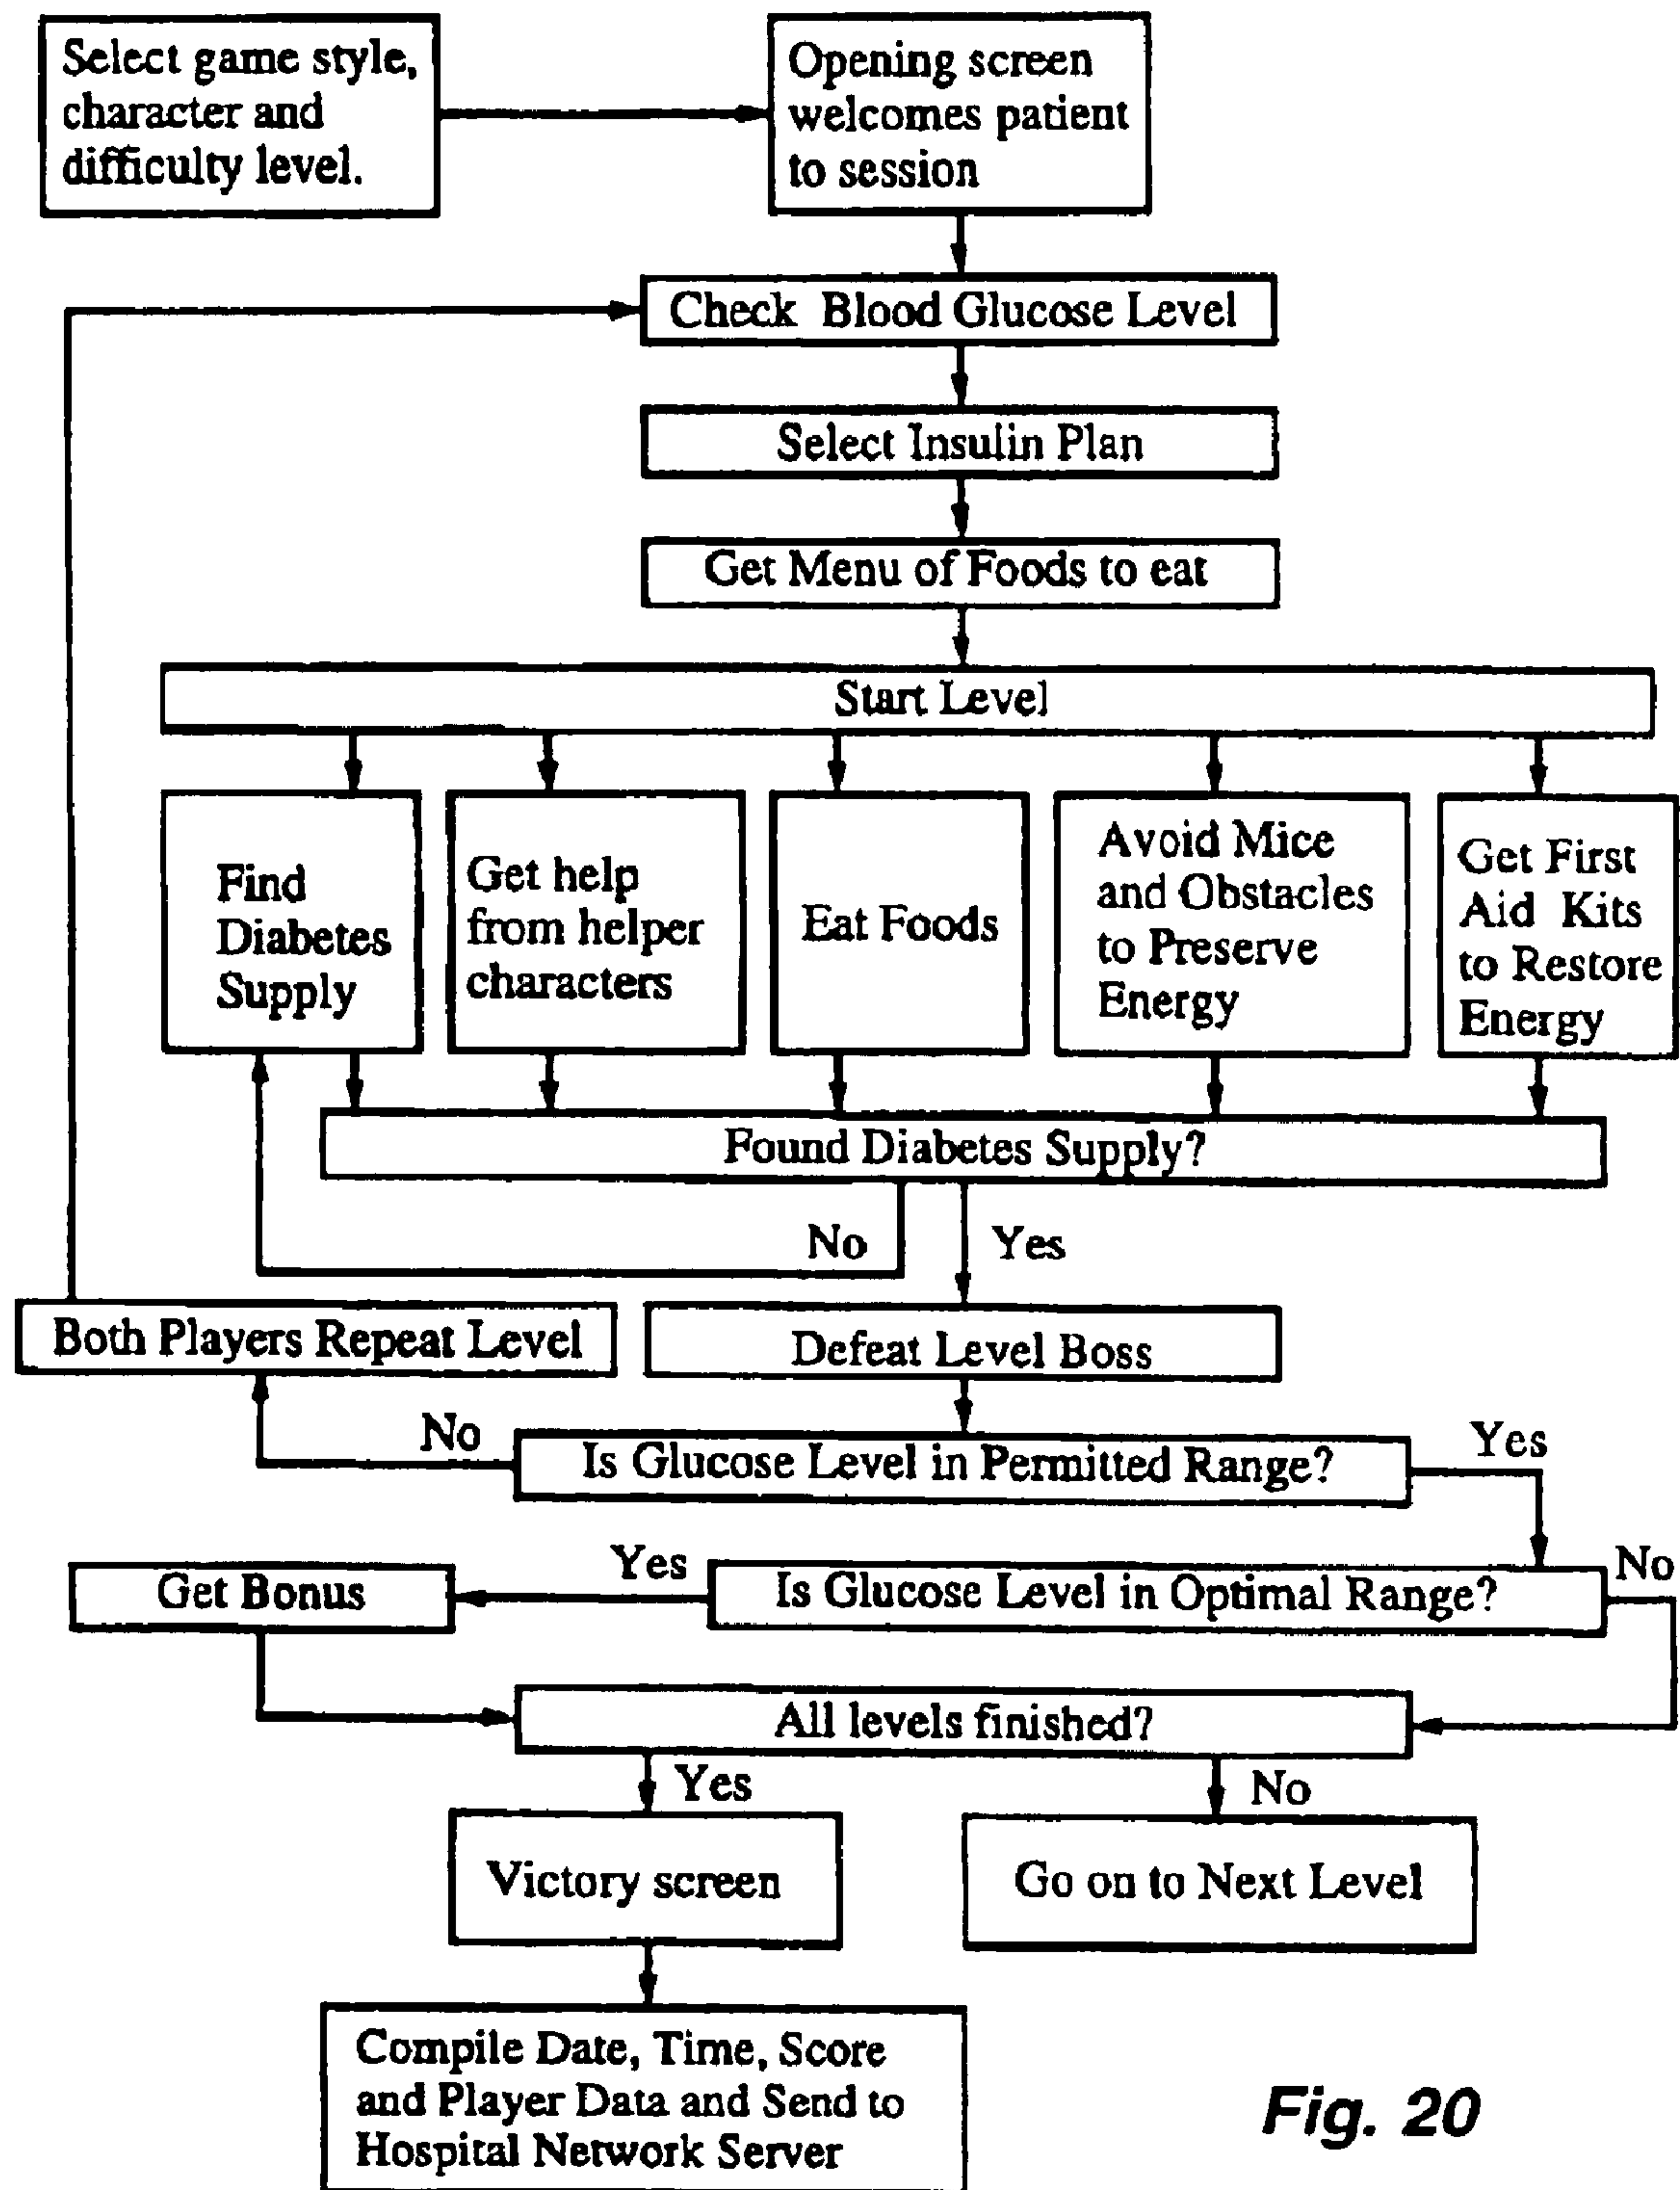 Select game style,
character and
difficulty level.
Opening screen
welcomes patient
to session
Check Blood Glucose Level
Select Insulin Plan
Get Menu of Foods to eat
Start Level
Find
Diabetes
Supply
Get help
from helper
characters
Eat Foods
Avoid Mice
and Obstacles
to Preserve
Energy
Get First
Aid Kits
to Restore
Energy
Found Diabetes Supply?
No
Yes
Both Players Repeat Level
Defeat Level Boss
No
Is Glucose Level in Permitted Range?
Yes
Get Bonus
Yes
Is Glucose Level in Optimal Range?
No
All levels finished?
Yes
No
Victory screen
Go on to Next Level
Compile Date, Time, Score
and Player Data and Send to
Hospital Network Server
Fig. 20